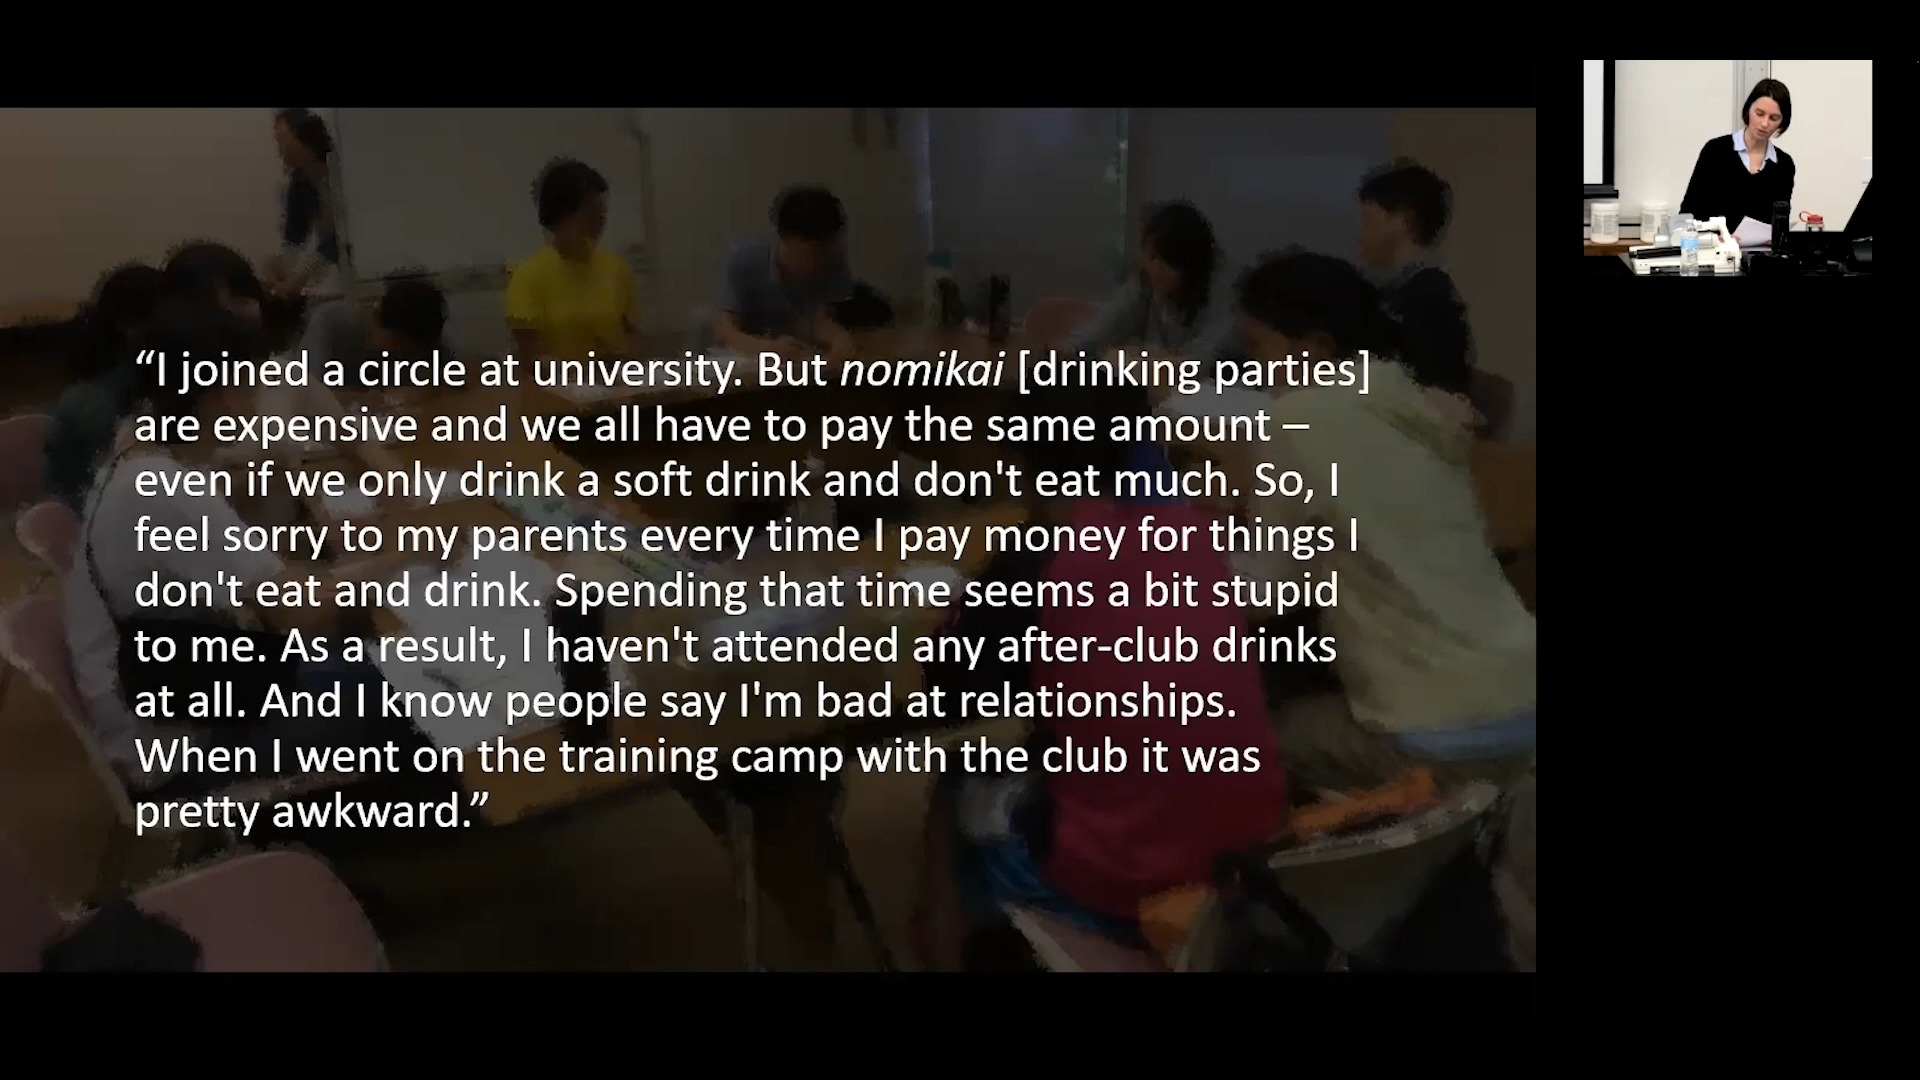 “I joined a circle at university. But nomikai [drinking parties]
are expensive and we all have to pay the same amount –
even if we only drink a soft drink and don't eat much. So, I
feel sorry to my parents every time I pay money for things I
don't eat and drink. Spending that time seems a bit stupid
to me. As a result, I haven't attended any after-club drinks
at all. And I know people say I'm bad at relationships.
When I went on the training camp with the club it was
pretty awkward.”